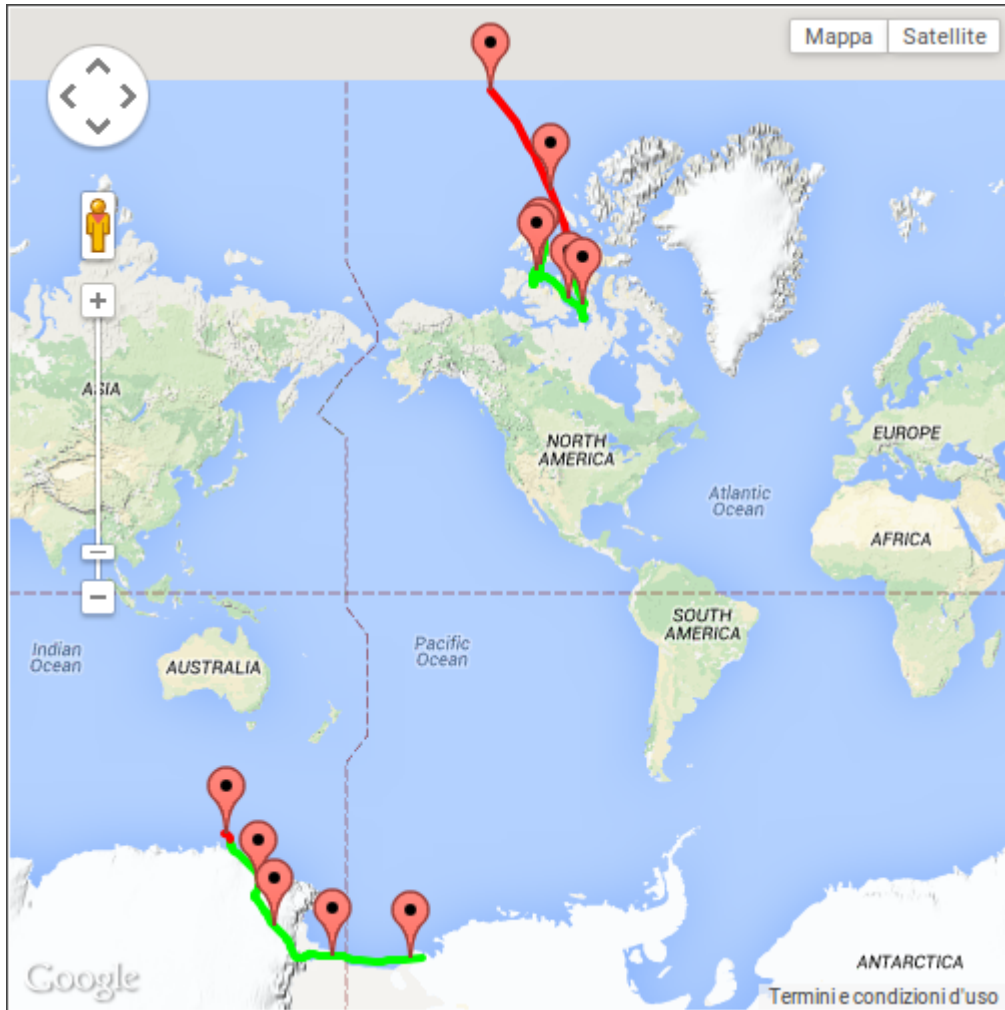 Mappa Satellite
ASIA
NORTH
AMERICA
EUROPE
Atlantic
Ocean
AFRICA
SOUTH
AMERICA
Indian
Ocean
Pacific
Ocean
AUSTRALIA
ANTARCTICA
Google
Termini e condizioni d'uso